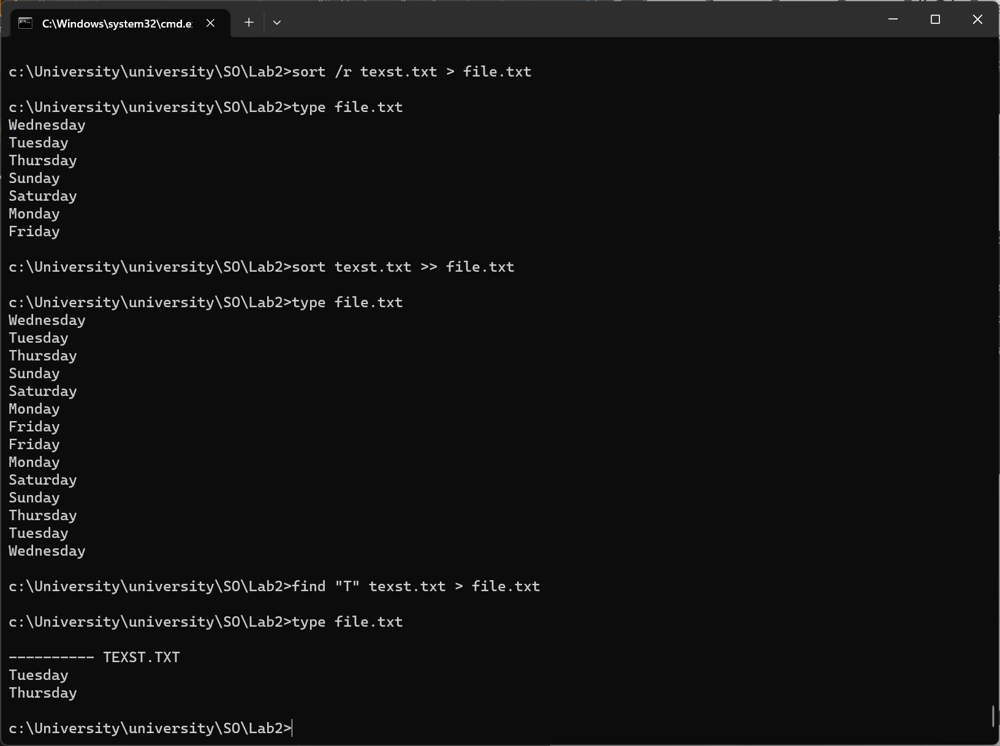 C:\Windows\system32\cmd.e
c:\University\university\SO\Lab2>sort /r texst.txt > file.txt
c:\University\university\SO\Lab2>type file.txt
Wednesday
Tuesday
Thursday
Sunday
Saturday
Monday
Friday
c:\University\university\SO\Lab2>sort texst.txt >> file.txt
c:\University\university\SO\Lab2>type file.txt
Wednesday
Tuesday
Thursday
Sunday
Saturday
Monday
Friday
Friday
Monday
Saturday
Sunday
Thursday
Tuesday
Wednesday
c:\University\university\SO\Lab2>find "T" texst.txt > file.txt
c:\University\university\SO\Lab2>type file.txt
---------- TEXST.TXT
Tuesday
Thursday
c:\University\university\SO\Lab2>